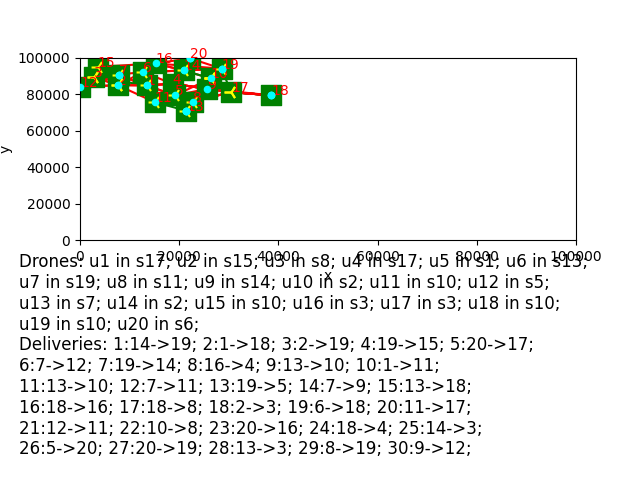 100000
80000
60000
40000
20000
0
y
20
16
18
0 20000 40000 60000 80000 100000
x
Drones: u1 in s17; u2 in s15; u3 in s8; u4 in s17; u5 in s1; u6 in s13;
u7 in s19; u8 in s11; u9 in s14; u10 in s2; u11 in s10; u12 in s5;
u13 in s7; u14 in s2; u15 in s10; u16 in s3; u17 in s3; u18 in s10;
u19 in s10; u20 in s6;
Deliveries: 1:14->19; 2:1->18; 3:2->19; 4:19->15; 5:20->17;
6:7->12; 7:19->14; 8:16->4; 9:13->10; 10:1->11;
11:13->10; 12:7->11; 13:19->5; 14:7->9; 15:13->18;
16:18->16; 17:18->8; 18:2->3; 19:6->18; 20:11->17;
21:12->11; 22:10->8; 23:20->16; 24:18->4; 25:14->3;
26:5->20; 27:20->19; 28:13->3; 29:8->19; 30:9->12;